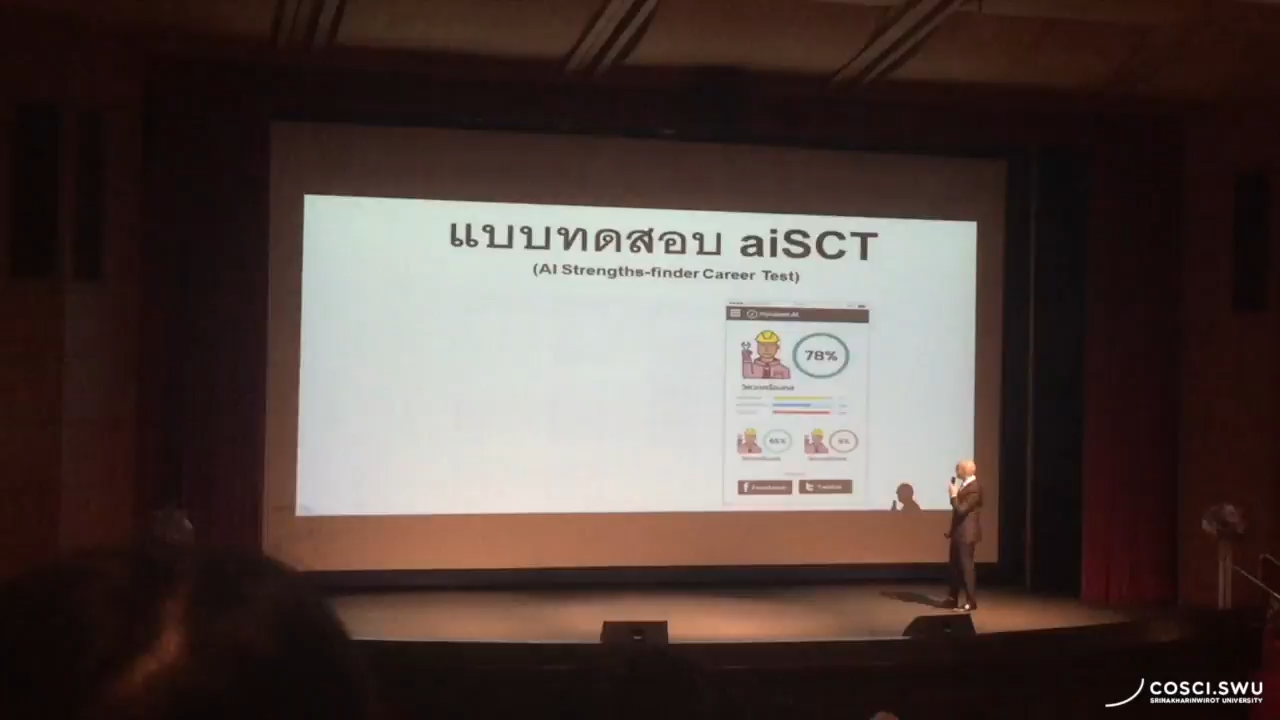 แบบทดสอบ aiSCT
(AI Strengths-finder Career Test)
78%
COSCI.SWU
SRINAKHARINWIROT UNIVERSITY